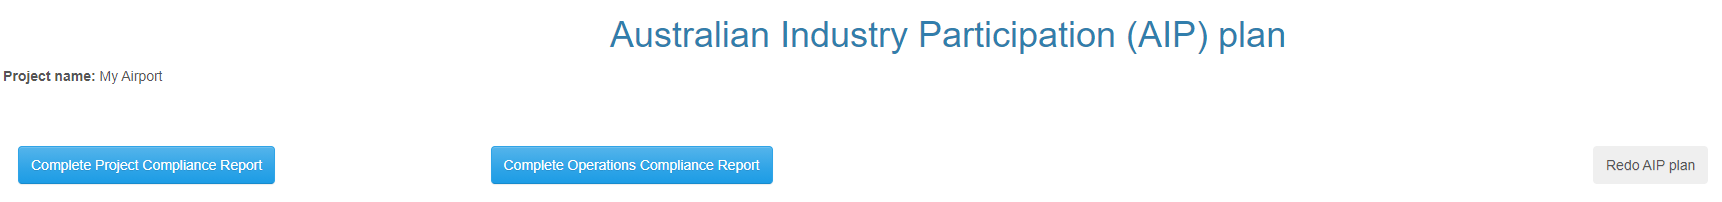 Australian Industry Participation (AIP) plan
Project name: My Airport
Complete Project Compliance Report
Complete Operations Compliance Report
Redo AIP plan